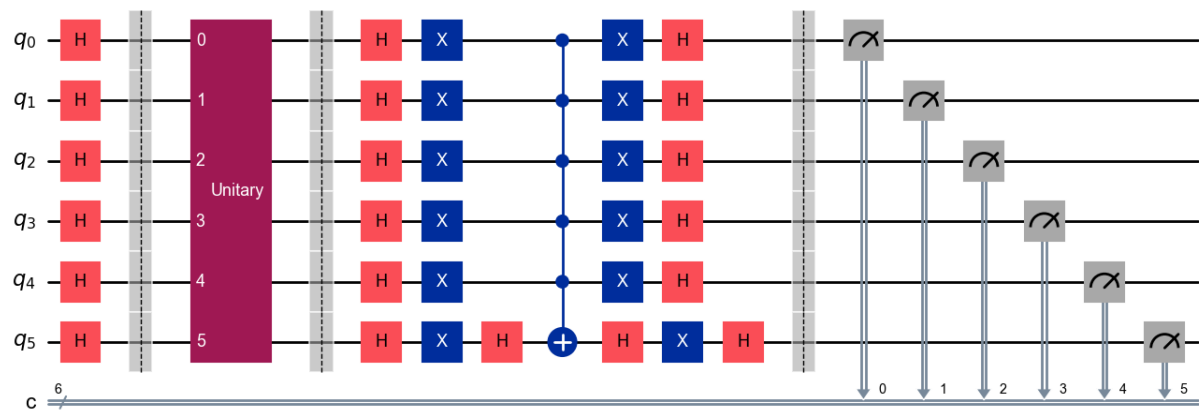 q0 H 0 H X X H
q1 H 1 H X X H
q2 H 2 H X X H
Unitary
q3 H 3 H X X H
q4 H 4 H X X H
q5 H 5 H X H H X H
c 6 0 1 2 3 4 5